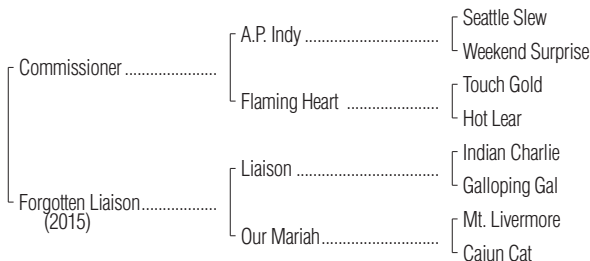 Seattle Slew
A.P. Indy ................................
Weekend Surprise
Commissioner ......................
Touch Gold
Flaming Heart ......................
Hot Lear
Indian Charlie
Liaison ..................................
Galloping Gal
Forgotten Liaison..................
(2015)
Mt. Livermore
Our Mariah............................
Cajun Cat